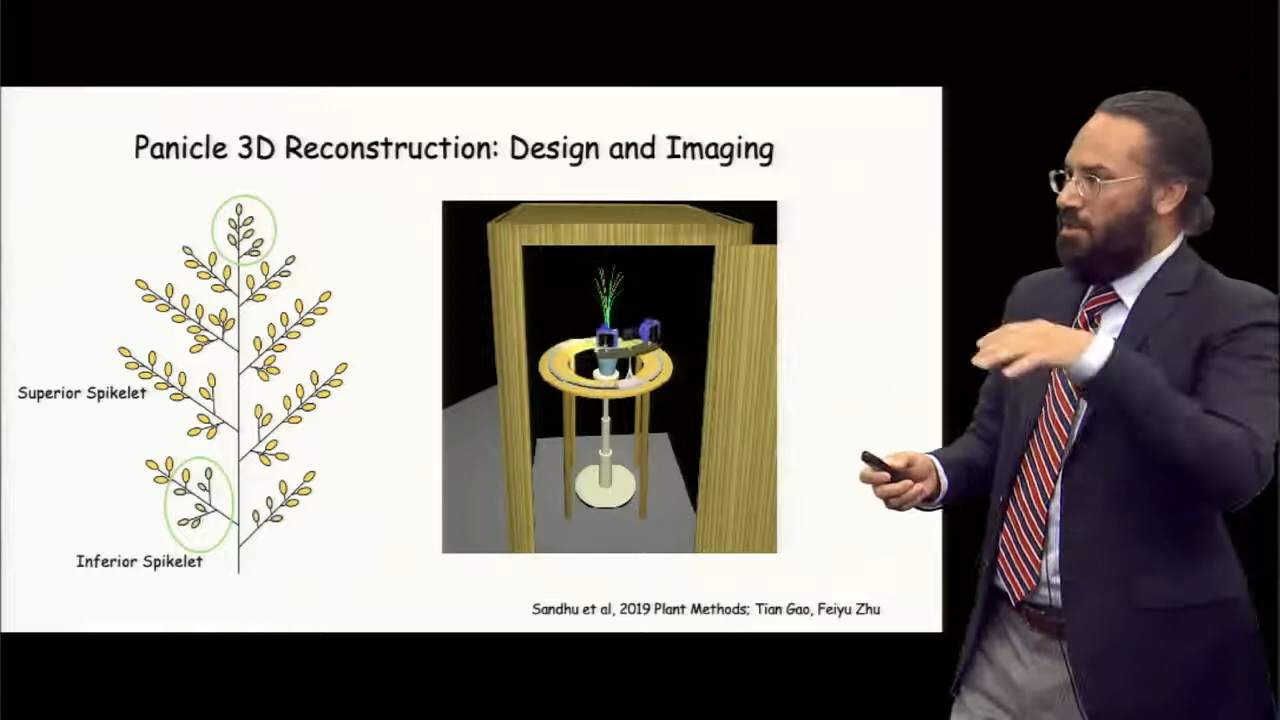 Panicle 3D Reconstruction: Design and Imaging
Superior Spikelet
Inferior Spikelet
Sandhu et al, 2019 Plant Methods; Tian Gao, Feiyu Zhu